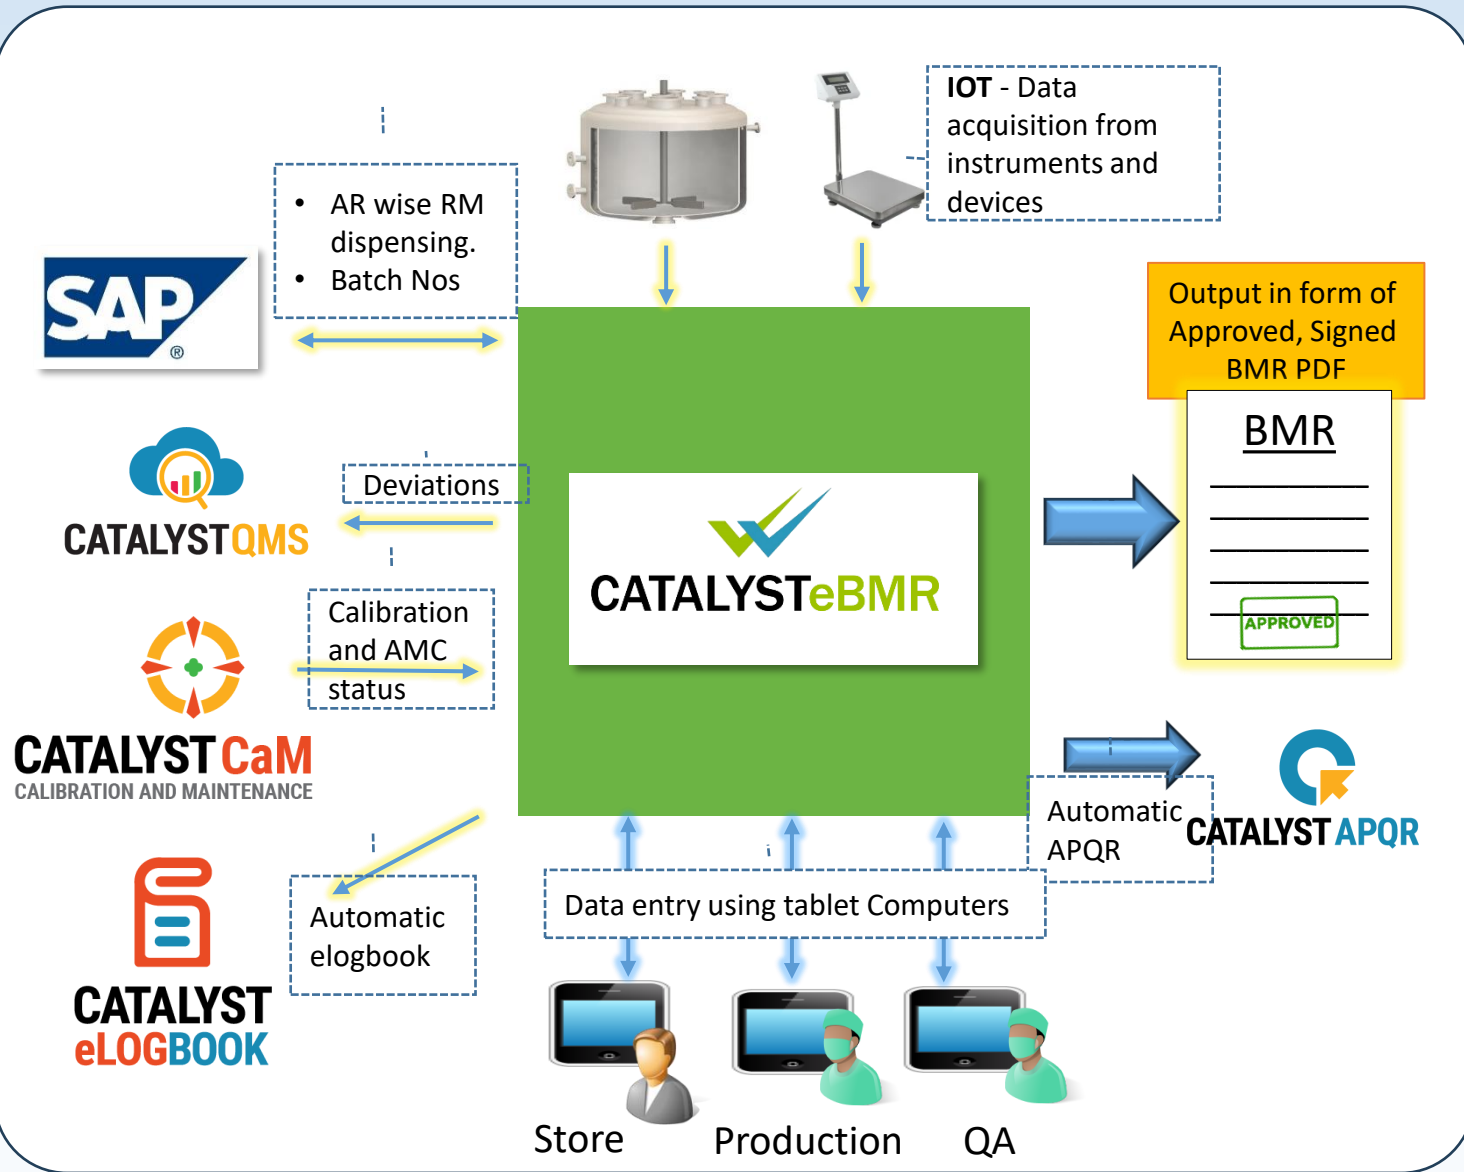 IOT - Data
acquisition from
instruments and
devices
• AR wise RM
dispensing.
• Batch Nos
SAP
®
Output in form of
Approved, Signed
BMR PDF
BMR
APPROVED
Deviations
CATALYSTQMS
CATALYSTeBMR
Calibration
and AMC
status
CATALYST CaM
CALIBRATION AND MAINTENANCE
Automatic
APQR
CATALYST APQR
Automatic
elogbook
CATALYST
eLOGBOOK
Data entry using tablet Computers
Store
Production
QA